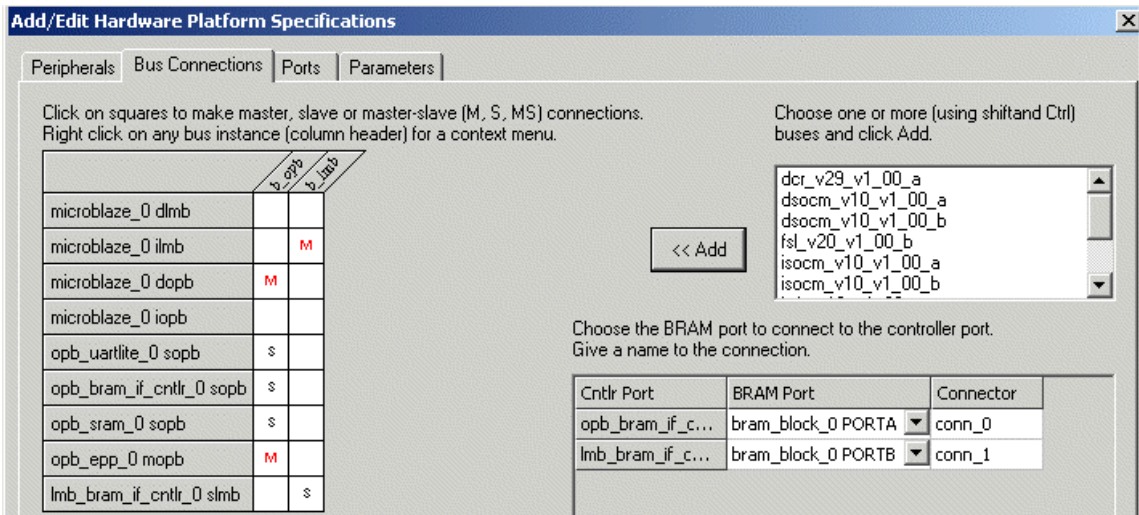 Add/Edit Hardware Platform Specifications
Peripherals Bus Connections Ports Parameters
Click on squares to make master, slave or master-slave (M, S, MS) connections.
Right click on any bus instance (column header) for a context menu.
b_opb b_lmb
microblaze_0 dlmb
microblaze_0 ilmb M
microblaze_0 dopb M
microblaze_0 iopb
opb_uartlite_0 sopb S
opb_bram_if_cntlr_0 sopb S
opb_sram_0 sopb S
opb_epp_0 mopb M
lmb_bram_if_cntlr_0 slmb S
Choose one or more (using shiftand Ctrl)
buses and click Add.
<< Add
dcr_v29_v1_00_a
dsocm_v10_v1_00_a
dsocm_v10_v1_00_b
fsl_v20_v1_00_b
isocm_v10_v1_00_a
isocm_v10_v1_00_b
Choose the BRAM port to connect to the controller port.
Give a name to the connection.
Cntlr Port BRAM Port Connector
opb_bram_if_c... bram_block_0 PORTA conn_0
lmb_bram_if_c... bram_block_0 PORTB conn_1